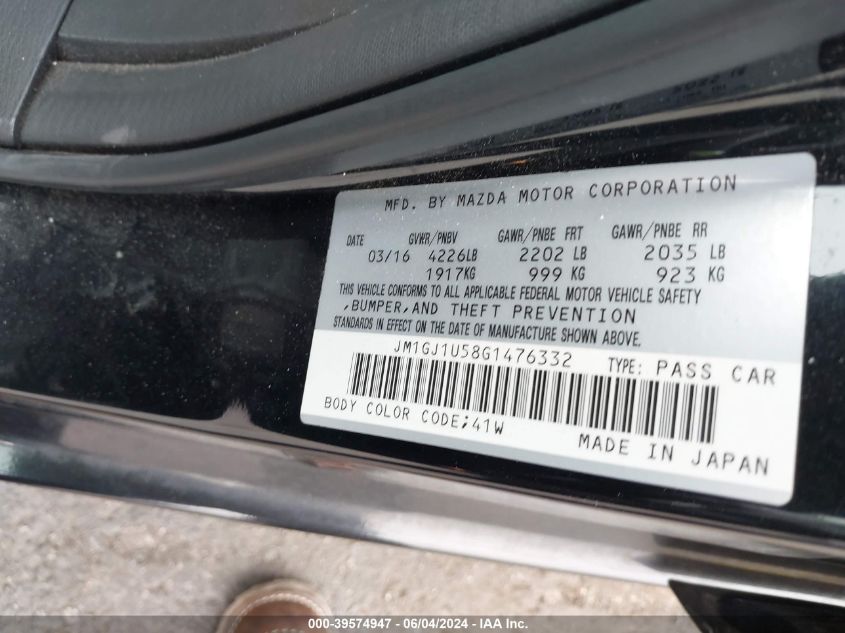 MFD. BY MAZDA MOTOR CORPORATION
DATE GVWR/PNBV GAWR/PNBE FRT GAWR/PNBE RR
03/16 4226LB 2202 LB 2035 LB
1917KG 999 KG 923 KG
THIS VEHICLE CONFORMS TO ALL APPLICABLE FEDERAL MOTOR VEHICLE SAFETY
,BUMPER,AND THEFT PREVENTION
STANDARDS IN EFFECT ON THE DATE OF MANUFACTURE SHOWN ABOVE.
JM1GJ1U58G1476332 TYPE: PASS CAR
BODY COLOR CODE;41W
MADE IN JAPAN
000-39574947 - 06/04/2024 - IAA Inc.